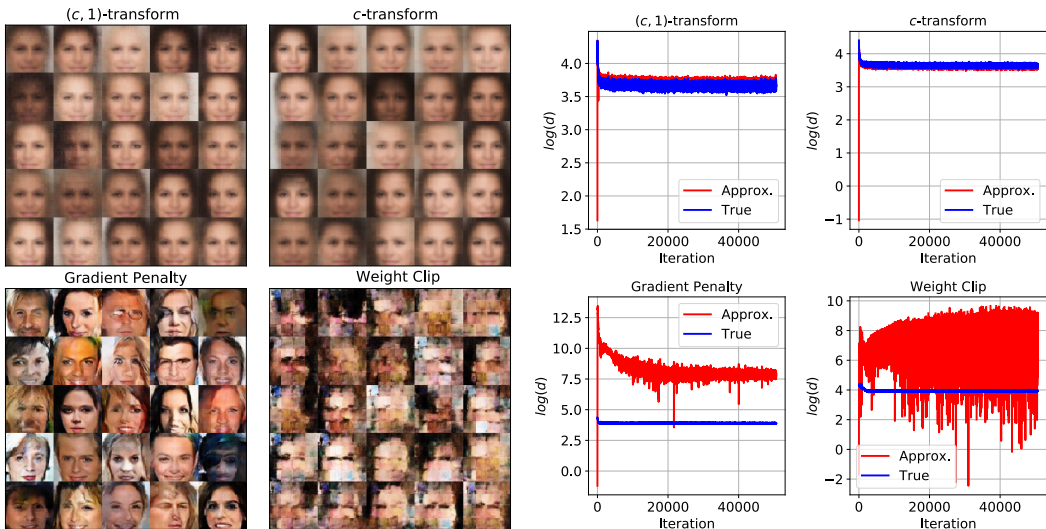 (c, 1)-transform
c-transform
Gradient Penalty
Weight Clip
(c, 1)-transform
4.0
3.5
3.0
2.5
2.0
1.5
log(d)
Approx.
True
0
20000
40000
Iteration
c-transform
4
3
2
1
0
−1
log(d)
Approx.
True
0
20000
40000
Iteration
Gradient Penalty
12.5
10.0
7.5
5.0
2.5
0.0
log(d)
Approx.
True
0
20000
40000
Iteration
Weight Clip
10
8
6
4
2
0
−2
log(d)
Approx.
True
0
20000
40000
Iteration